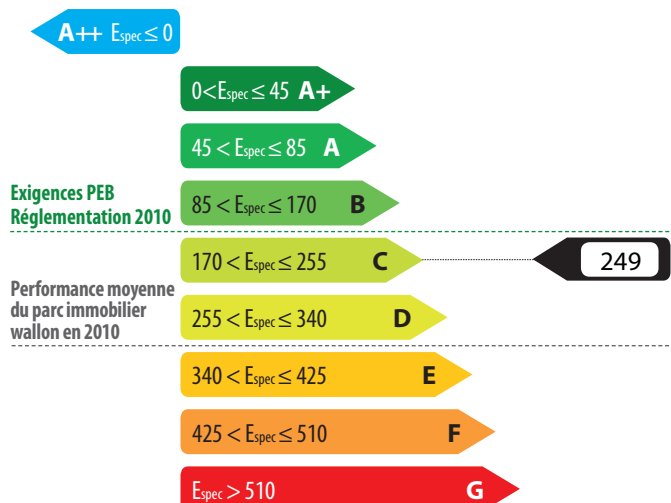 A++ Espec ≤ 0
0<Espec ≤ 45 A+
45 < Espec ≤ 85 A
Exigences PEB
Réglementation 2010
85 < Espec ≤ 170 B
170 < Espec ≤ 255 C
249
Performance moyenne
du parc immobilier
wallon en 2010
255 < Espec ≤ 340 D
340 < Espec ≤ 425 E
425 < Espec ≤ 510 F
Espec > 510 G